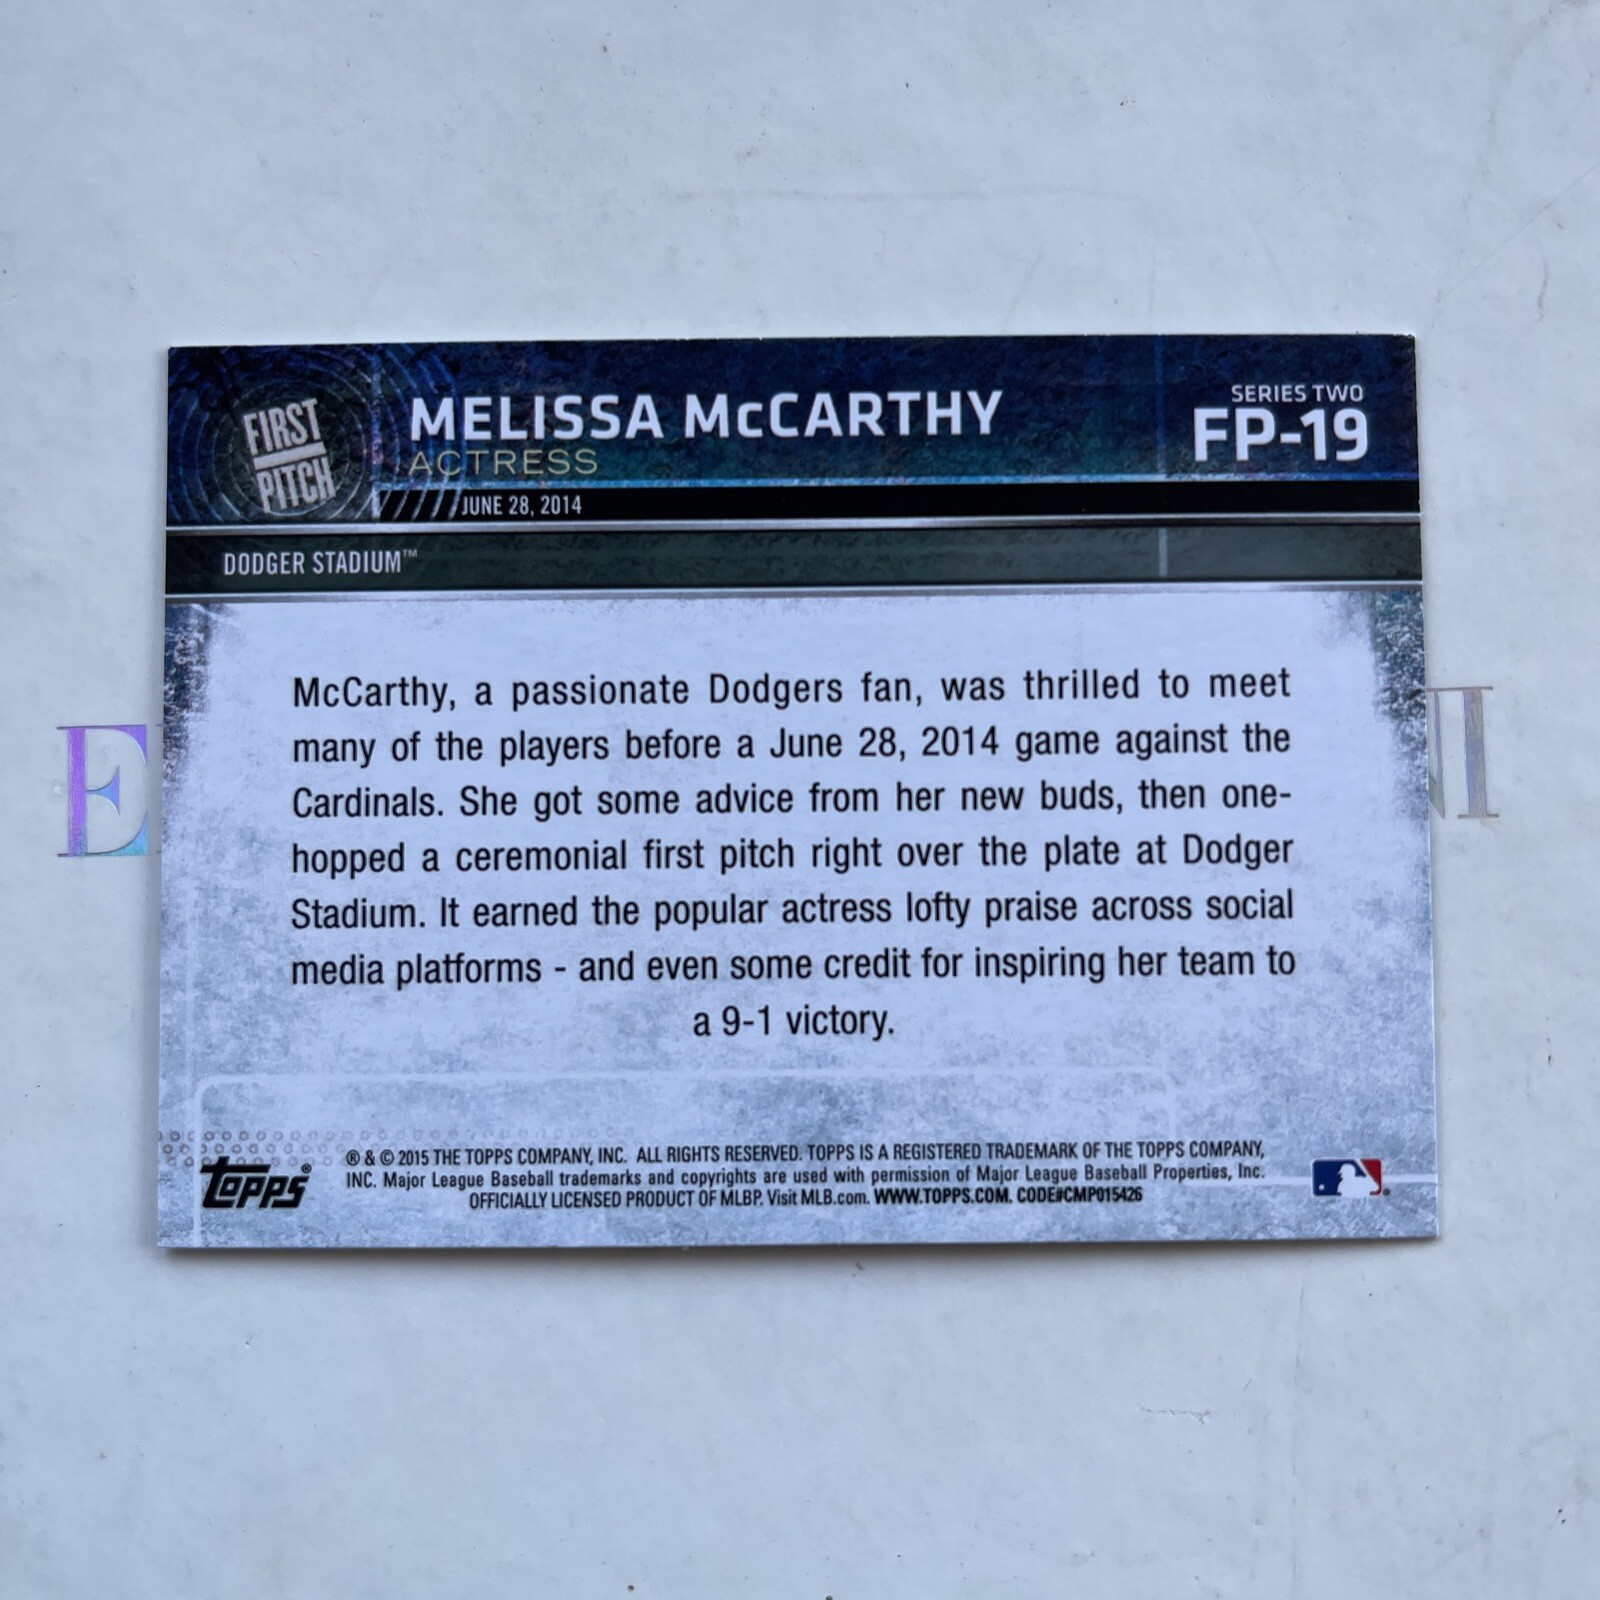 FIRST
PITCH
MELISSA McCARTHY
ACTRESS
JUNE 28, 2014
SERIES TWO
FP-19
DODGER STADIUM™
McCarthy, a passionate Dodgers fan, was thrilled to meet
many of the players before a June 28, 2014 game against the
Cardinals. She got some advice from her new buds, then one-
hopped a ceremonial first pitch right over the plate at Dodger
Stadium. It earned the popular actress lofty praise across social
media platforms - and even some credit for inspiring her team to
a 9-1 victory.
Topps®
® & © 2015 THE TOPPS COMPANY, INC. ALL RIGHTS RESERVED. TOPPS IS A REGISTERED TRADEMARK OF THE TOPPS COMPANY,
INC. Major League Baseball trademarks and copyrights are used with permission of Major League Baseball Properties, Inc.
OFFICIALLY LICENSED PRODUCT OF MLBP. Visit MLB.com. WWW.TOPPS.COM. CODE#CMP015426